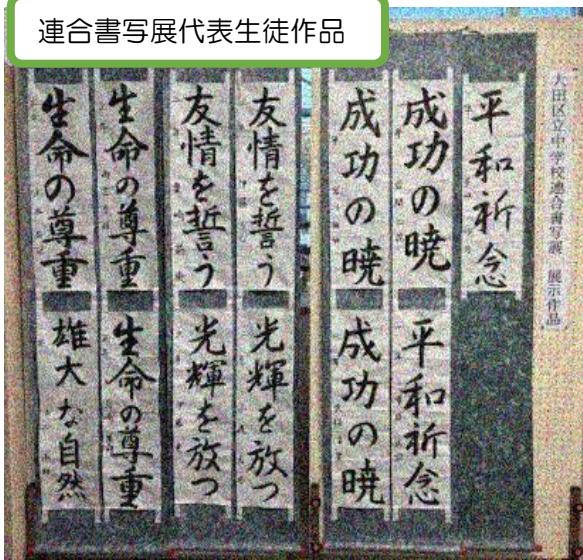 連合書写展代表生徒作品
大田区立中学校連合書写展 展示作品
平和祈念
成功の暁
成功の暁
平和祈念
成功の暁
友情を誓う
友情を誓う
光輝を放つ
光輝を放つ
生命の尊重
生命の尊重
生命の尊重
雄大な自然